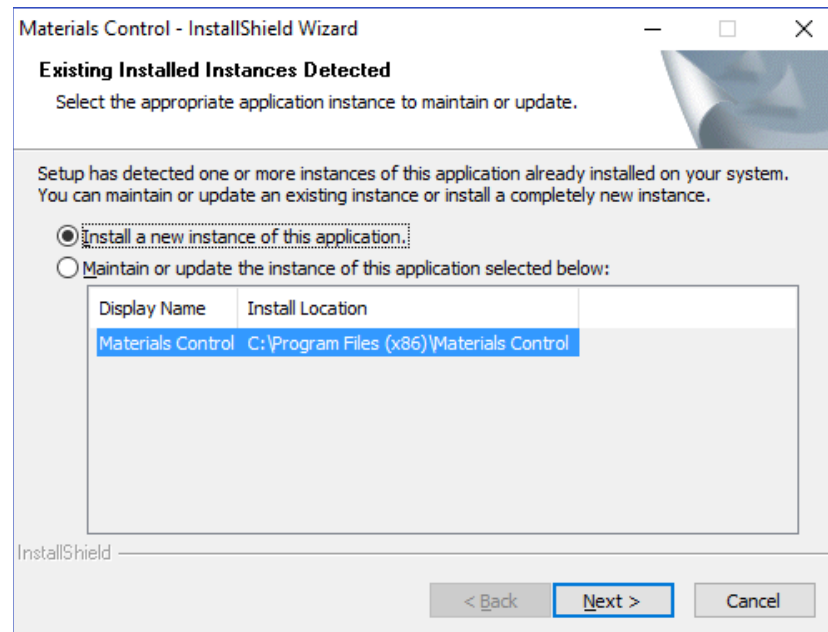 Materials Control - InstallShield Wizard
Existing Installed Instances Detected
Select the appropriate application instance to maintain or update.
Setup has detected one or more instances of this application already installed on your system.
You can maintain or update an existing instance or install a completely new instance.
Install a new instance of this application.
Maintain or update the instance of this application selected below:
Display Name Install Location
Materials Control C:\Program Files (x86)\Materials Control
InstallShield
< Back Next > Cancel